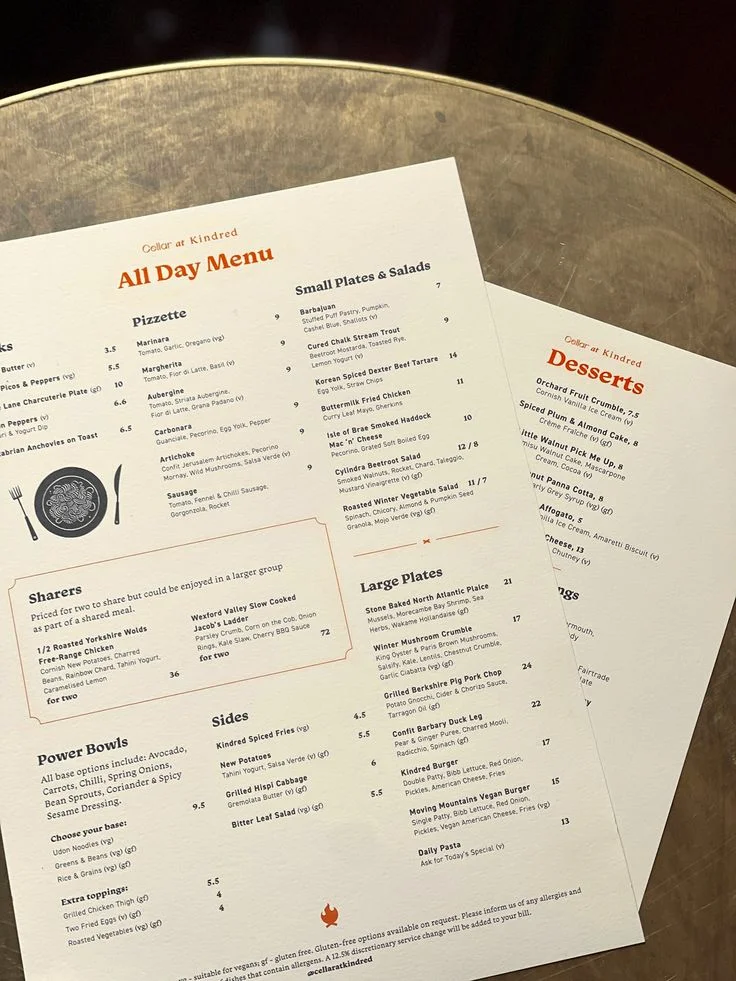 Cellar at Kindred
All Day Menu
ks
Butter (v)
3.5
Picos & Peppers (vg)
5.5
Lane Charcuterie Plate (gf)
10
n Peppers (v)
6.6
ri & Yogurt Dip
abrian Anchovies on Toast
6.5
Pizzette
Marinara
9
Tomato, Garlic, Oregano (vg)
Margherita
9
Tomato, Fior di Latte, Basil (v)
Aubergine
9
Tomato, Striata Aubergine,
Fior di Latte, Grana Padano (v)
Carbonara
9
Guanciale, Pecorino, Egg Yolk, Pepper
Artichoke
9
Confit Jerusalem Artichokes, Pecorino
Mornay, Wild Mushrooms, Salsa Verde (v)
Sausage
9
Tomato, Fennel & Chilli Sausage,
Gorgonzola, Rocket
Small Plates & Salads
Barbajuan
7
Stuffed Puff Pastry, Pumpkin,
Cashel Blue, Shallots (v)
Cured Chalk Stream Trout
9
Beetroot Mostarda, Toasted Rye,
Lemon Yogurt (v)
Korean Spiced Dexter Beef Tartare
14
Egg Yolk, Straw Chips
Buttermilk Fried Chicken
11
Curry Leaf Mayo, Gherkins
Isle of Brae Smoked Haddock
Mac 'n' Cheese
10
Pecorino, Grated Soft Boiled Egg
Cylindra Beetroot Salad
12 / 8
Smoked Walnuts, Rocket, Chard, Taleggio,
Mustard Vinaigrette (v) (gf)
Roasted Winter Vegetable Salad
11 / 7
Spinach, Chicory, Almond & Pumpkin Seed
Granola, Mojo Verde (vg) (gf)
Sharers
Priced for two to share but could be enjoyed in a larger group
as part of a shared meal.
1/2 Roasted Yorkshire Wolds
Free-Range Chicken
Cornish New Potatoes, Charred
Beans, Rainbow Chard, Tahini Yogurt,
Caramelised Lemon
for two
36
Wexford Valley Slow Cooked
Jacob's Ladder
Parsley Crumb, Corn on the Cob, Onion
Rings, Kale Slaw, Cherry BBQ Sauce
for two
72
Large Plates
Stone Baked North Atlantic Plaice
21
Mussels, Morecambe Bay Shrimp, Sea
Herbs, Wakame Hollandaise (gf)
Winter Mushroom Crumble
17
King Oyster & Paris Brown Mushrooms,
Salsify, Kale, Lentils, Chestnut Crumble,
Garlic Ciabatta (vg) (gf)
Grilled Berkshire Pig Pork Chop
24
Potato Gnocchi, Cider & Chorizo Sauce,
Tarragon Oil (gf)
Confit Barbary Duck Leg
22
Pear & Ginger Puree, Charred Mooli,
Radicchio, Spinach (gf)
Kindred Burger
17
Double Patty, Bibb Lettuce, Red Onion,
Pickles, American Cheese, Fries
Moving Mountains Vegan Burger
15
Single Patty, Bibb Lettuce, Red Onion,
Pickles, Vegan American Cheese, Fries (vg)
Daily Pasta
13
Ask for Today's Special (v)
Power Bowls
All base options include: Avocado,
Carrots, Chilli, Spring Onions,
Bean Sprouts, Coriander & Spicy
Sesame Dressing.
Choose your base:
9.5
Udon Noodles (vg)
Greens & Beans (vg) (gf)
Rice & Grains (vg) (gf)
Extra toppings:
Grilled Chicken Thigh (gf)
5.5
Two Fried Eggs (v) (gf)
4
Roasted Vegetables (vg) (gf)
4
Sides
Kindred Spiced Fries (vg)
4.5
New Potatoes
5.5
Tahini Yogurt, Salsa Verde (v) (gf)
Grilled Hispi Cabbage
6
Gremolata Butter (v) (gf)
Bitter Leaf Salad (vg) (gf)
5.5
- suitable for vegans; gf - gluten free. Gluten-free options available on request. Please inform us of any allergies and
dishes that contain allergens. A 12.5% discretionary service change will be added to your bill.
@cellaratkindred
Cellar at Kindred
Desserts
Orchard Fruit Crumble, 7.5
Cornish Vanilla Ice Cream (v)
Spiced Plum & Almond Cake, 8
Crème Fraîche (v) (gf)
ittle Walnut Pick Me Up, 8
misu Walnut Cake, Mascarpone
Cream, Cocoa (v)
nut Panna Cotta, 8
arly Grey Syrup (vg) (gf)
Affogato, 5
nilla Ice Cream, Amaretti Biscuit (v)
Cheese, 13
Chutney (v)
ngs
rmouth,
dy
Fairtrade
late
y